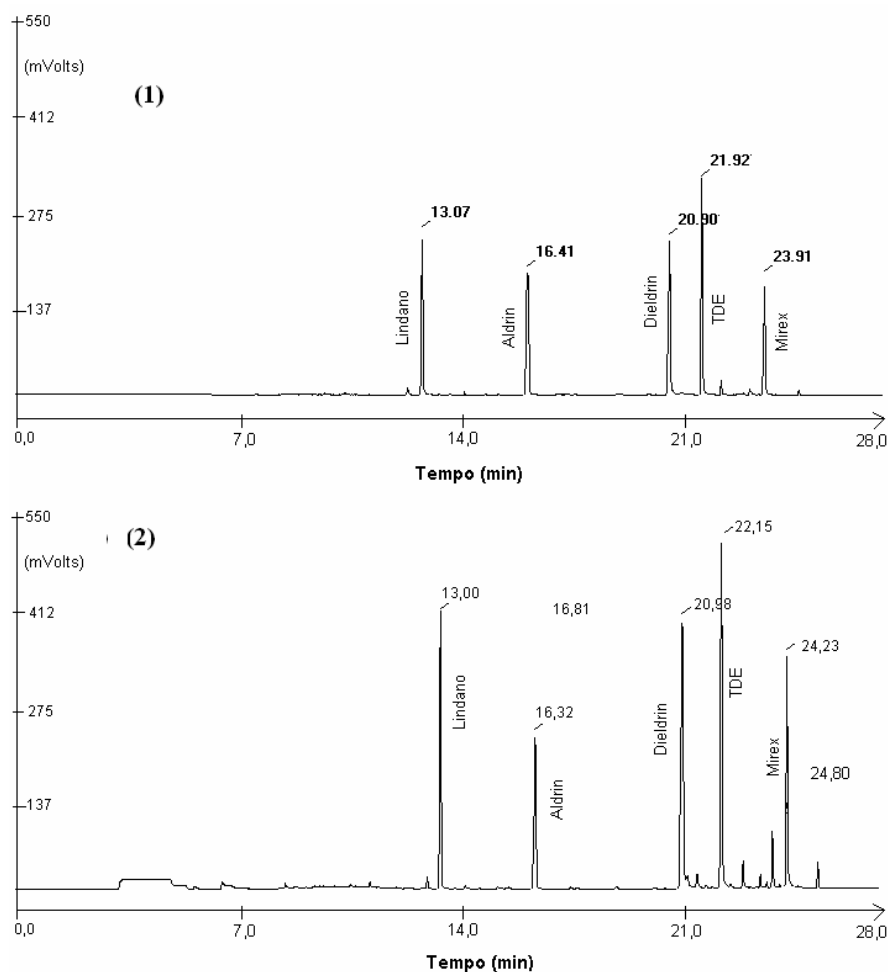 550
(mVolts)
(1)
412
21.92
275
13.07
20.90
16.41
23.91
Lindano
Aldrin
Dieldrin
TDE
Mirex
137
0,0
7,0
14,0
21,0
28,0
Tempo (min)
550
(2)
22,15
(mVolts)
412
13,00
16,81
20,98
24,23
Lindano
Aldrin
Dieldrin
TDE
Mirex
275
16,32
24,80
137
0,0
7,0
14,0
21,0
28,0
Tempo (min)